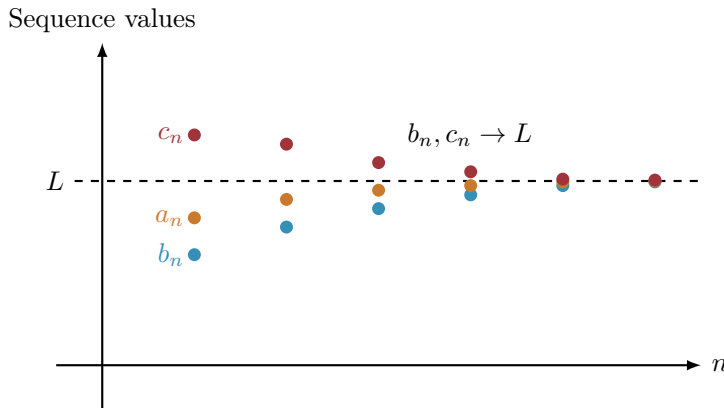 Sequence values
c_n
b_n, c_n → L
L
a_n
b_n
n